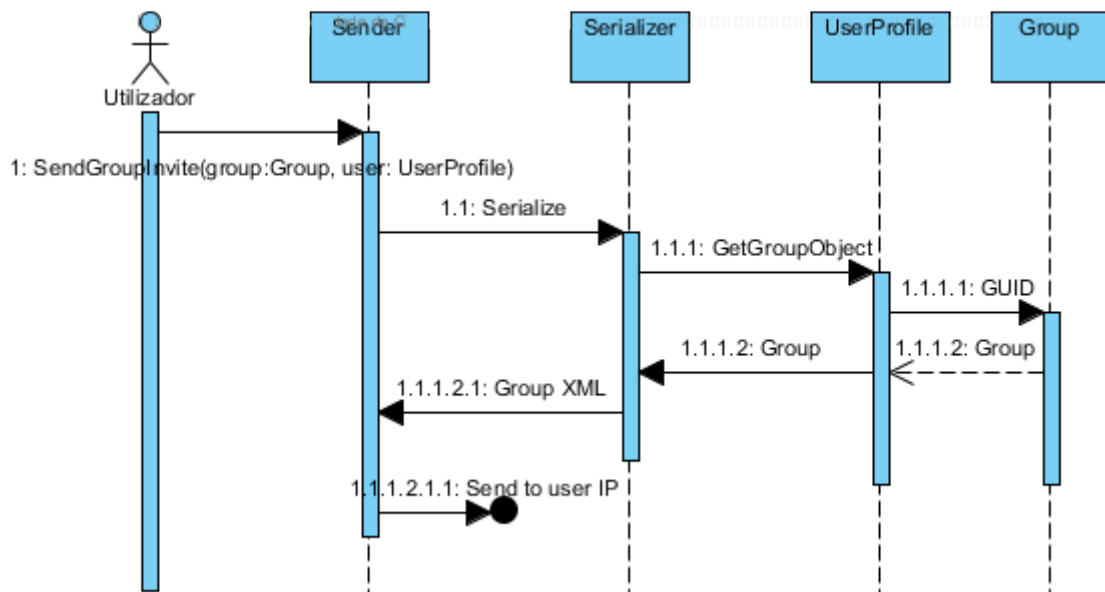 Sender
Serializer
UserProfile
Group
Utilizador
1: SendGroupInvite(group:Group, user: UserProfile)
1.1: Serialize
1.1.1: GetGroupObject
1.1.1.1: GUID
1.1.1.2: Group
1.1.1.2: Group
1.1.1.2.1: Group XML
1.1.1.2.1.1: Send to user IP